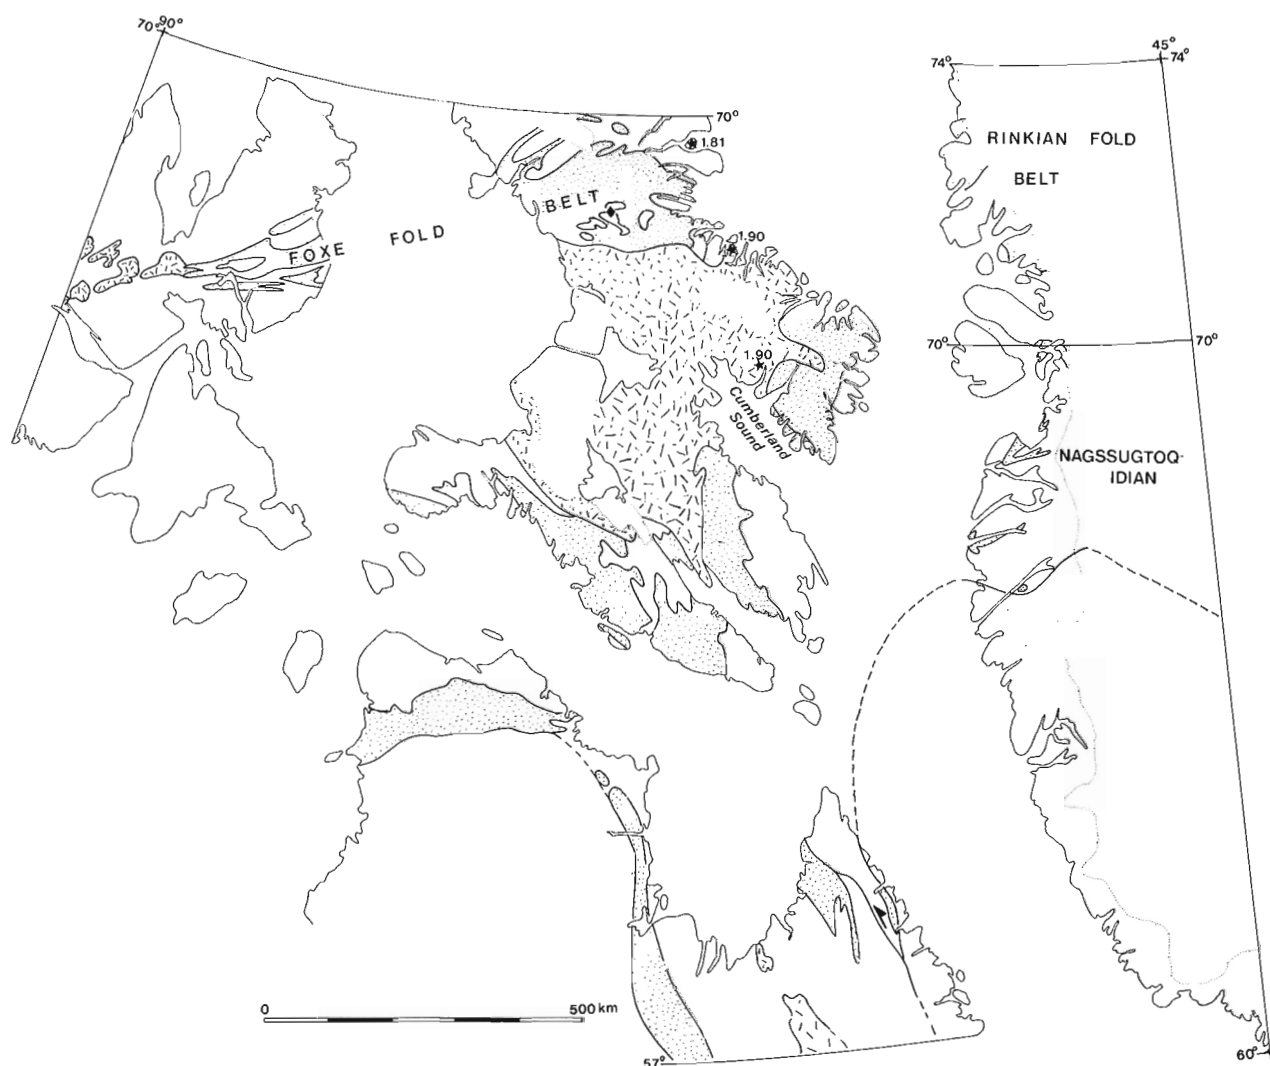 70°
90°
45°
74°
74°
70°
1.81
RINKIAN FOLD
BELT
BELT
FOXE FOLD
1.90
70°
70°
1.90
Cumberland
Sound
NAGSSUGTOQ-
IDIAN
0
500 km
57°
60°